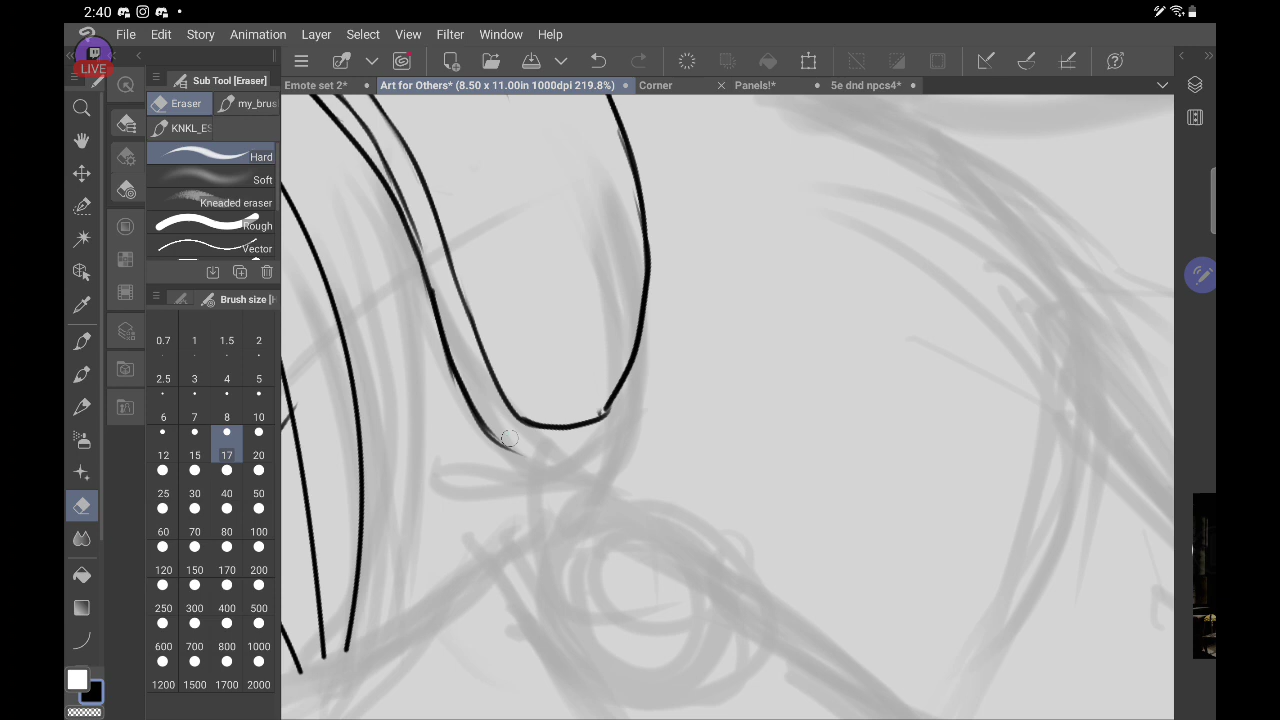 2:40
File Edit Story Animation Layer Select View Filter Window Help
LIVE
Sub Tool [Eraser]
Emote set 2* Art for Others* (8.50 x 11.00in 1000dpi 219.8%) Corner Panels!* 5e dnd npcs4*
Eraser my_brus
KNKL_ES
Hard
Soft
Kneaded eraser
Rough
Vector
Brush size [H
0.7 1 1.5 2
2.5 3 4 5
6 7 8 10
12 15 17 20
25 30 40 50
60 70 80 100
120 150 170 200
250 300 400 500
600 700 800 1000
1200 1500 1700 2000